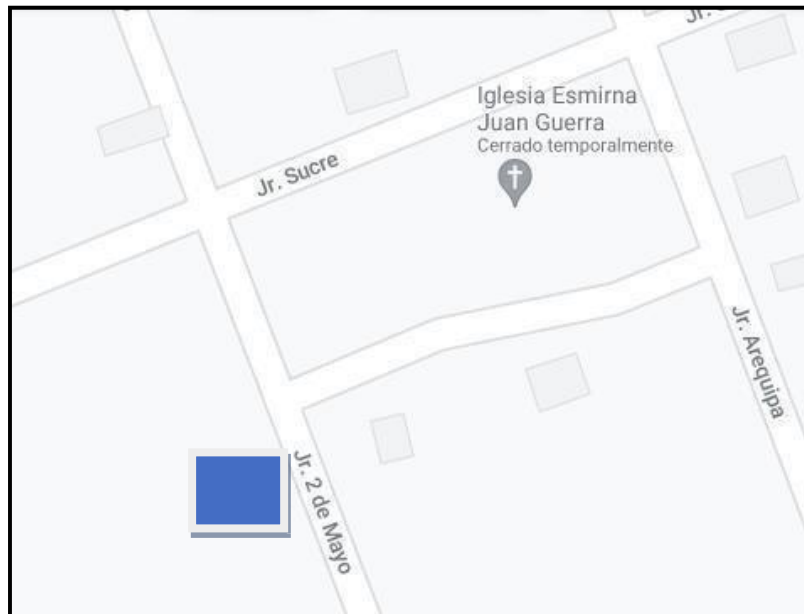 Iglesia Esmirna
Juan Guerra
Cerrado temporalmente
Jr. Sucre
Jr. Arequipa
Jr. 2 de Mayo